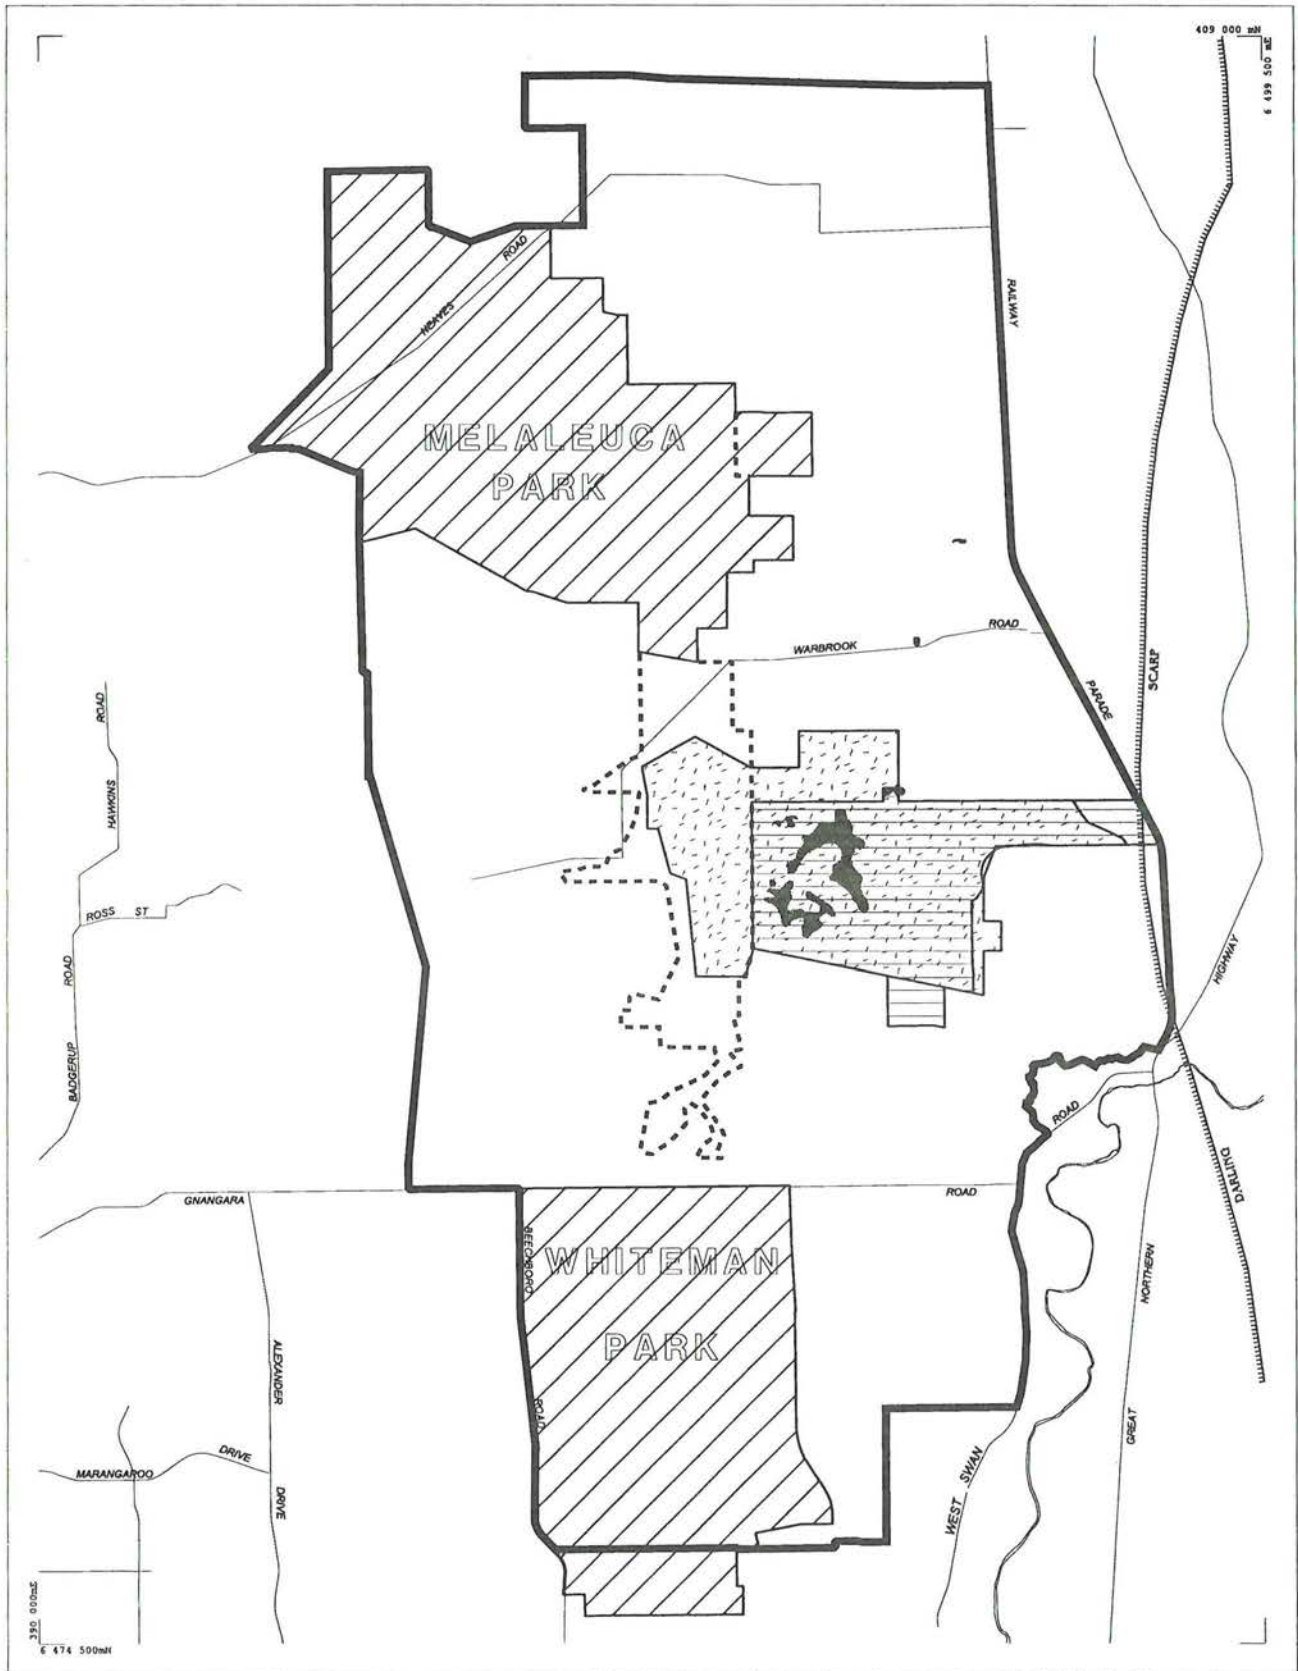 409 000 mN
6 499 500 mE
ROAD
NEAVES
RAILWAY
MELALEUCA
PARK
ROAD
WARBROOK
SCARP
PARADE
ROAD
HAWKINS
ROSS ST
ROAD
BADGERUP
HIGHWAY
ROAD
DARLING
GNANGARA
ROAD
BEECHBORO
WHITEMAN
NORTHERN
PARK
ALEXANDER
ROAD
GREAT
DRIVE
MARANGAROO
DRIVE
WEST SWAN
390 000mE
6 474 500mN